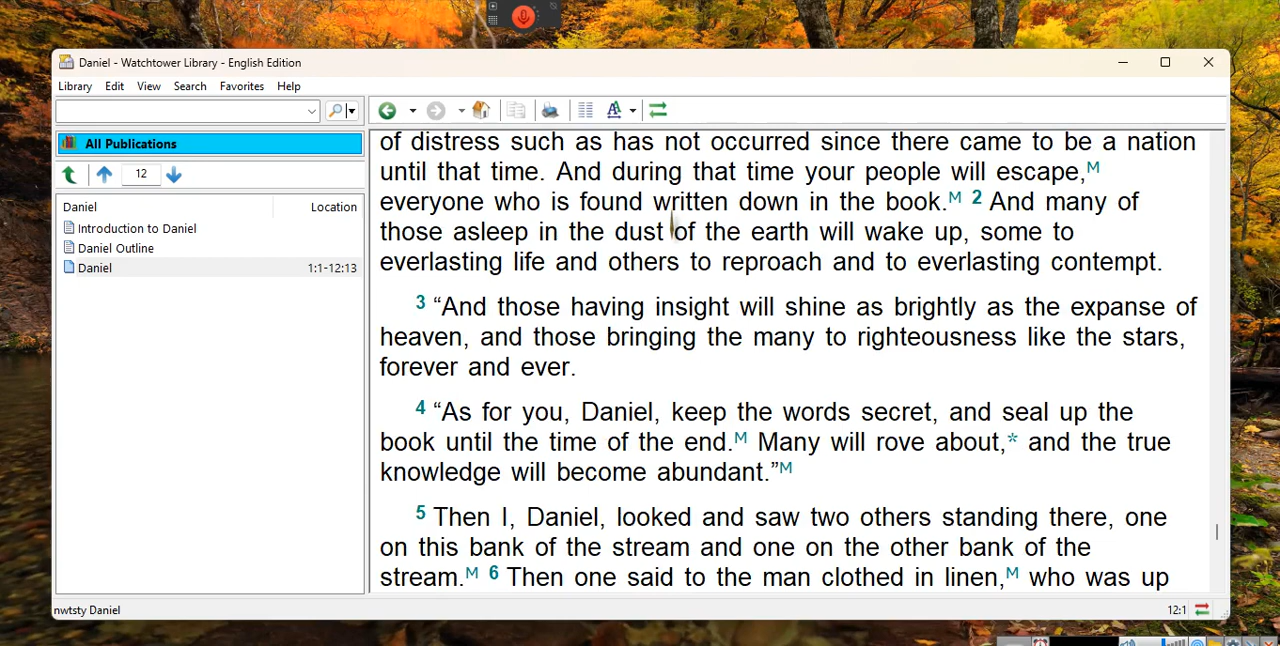 Daniel - Watchtower Library - English Edition
Library Edit View Search Favorites Help
All Publications
12
Daniel Location
Introduction to Daniel
Daniel Outline
Daniel 1:1-12:13
of distress such as has not occurred since there came to be a nation
until that time. And during that time your people will escape,M
everyone who is found written down in the book.M 2 And many of
those asleep in the dust of the earth will wake up, some to
everlasting life and others to reproach and to everlasting contempt.
3 “And those having insight will shine as brightly as the expanse of
heaven, and those bringing the many to righteousness like the stars,
forever and ever.
4 “As for you, Daniel, keep the words secret, and seal up the
book until the time of the end.M Many will rove about,* and the true
knowledge will become abundant.”M
5 Then I, Daniel, looked and saw two others standing there, one
on this bank of the stream and one on the other bank of the
stream.M 6 Then one said to the man clothed in linen,M who was up
nwtsty Daniel 12:1